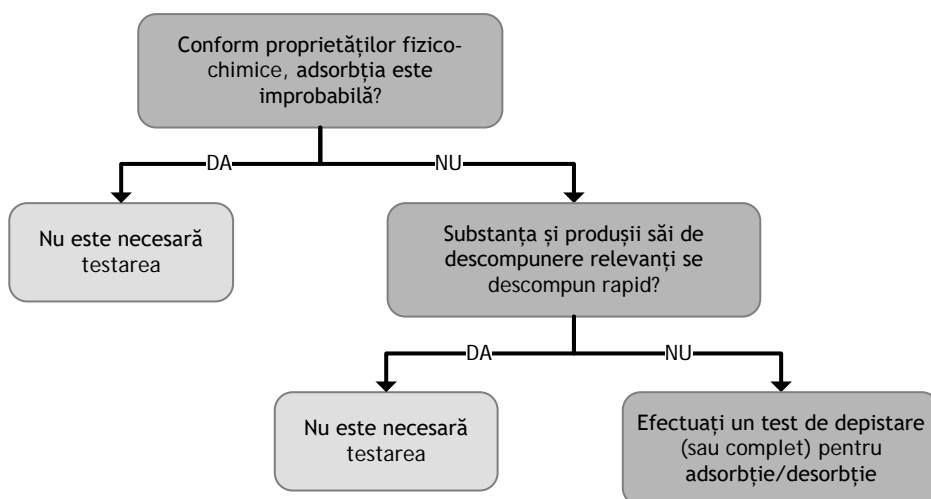 Conform proprietăților fizico-
chimice, adsorbția este
improbabilă?
DA
NU
Nu este necesară
testarea
Substanța și produșii săi de
descompunere relevanți se
descompun rapid?
DA
NU
Nu este necesară
testarea
Efectuați un test de depistare
(sau complet) pentru
adsorbție/desorbție